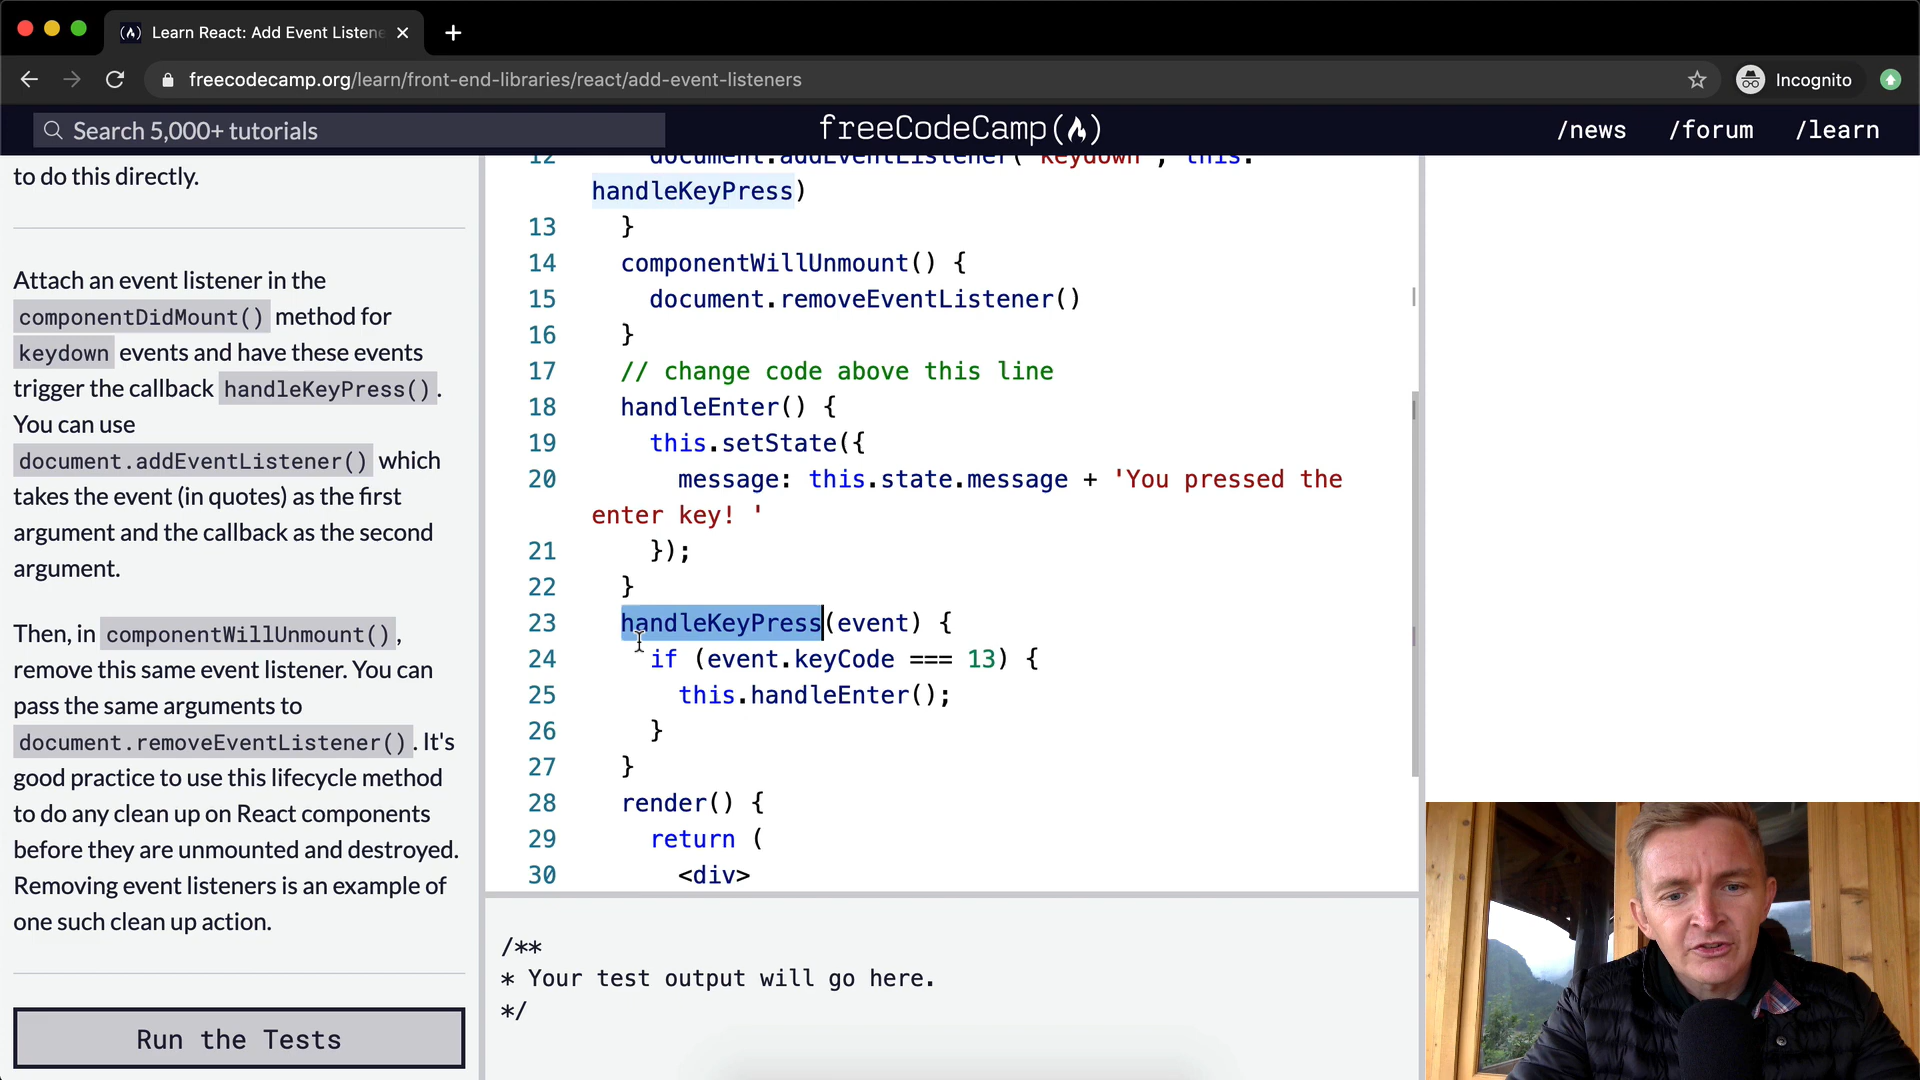 Learn React: Add Event Listene
freecodecamp.org/learn/front-end-libraries/react/add-event-listeners
Incognito
Search 5,000+ tutorials
freeCodeCamp(
)
/news
/forum
/learn
to do this directly.
Attach an event listener in the
componentDidMount() method for
keydown events and have these events
trigger the callback handleKeyPress().
You can use
document.addEventListener() which
takes the event (in quotes) as the first
argument and the callback as the second
argument.
Then, in componentWillUnmount(),
remove this same event listener. You can
pass the same arguments to
document.removeEventListener(). It's
good practice to use this lifecycle method
to do any clean up on React components
before they are unmounted and destroyed.
Removing event listeners is an example of
one such clean up action.
Run the Tests
12 document.addEventListener("keydown", this.
handleKeyPress)
13 }
14 componentWillUnmount() {
15 document.removeEventListener()
16 }
17 // change code above this line
18 handleEnter() {
19 this.setState({
20 message: this.state.message + 'You pressed the
enter key! '
21 });
22 }
23 handleKeyPress(event) {
24 if (event.keyCode === 13) {
25 this.handleEnter();
26 }
27 }
28 render() {
29 return (
30 <div>
/**
* Your test output will go here.
*/